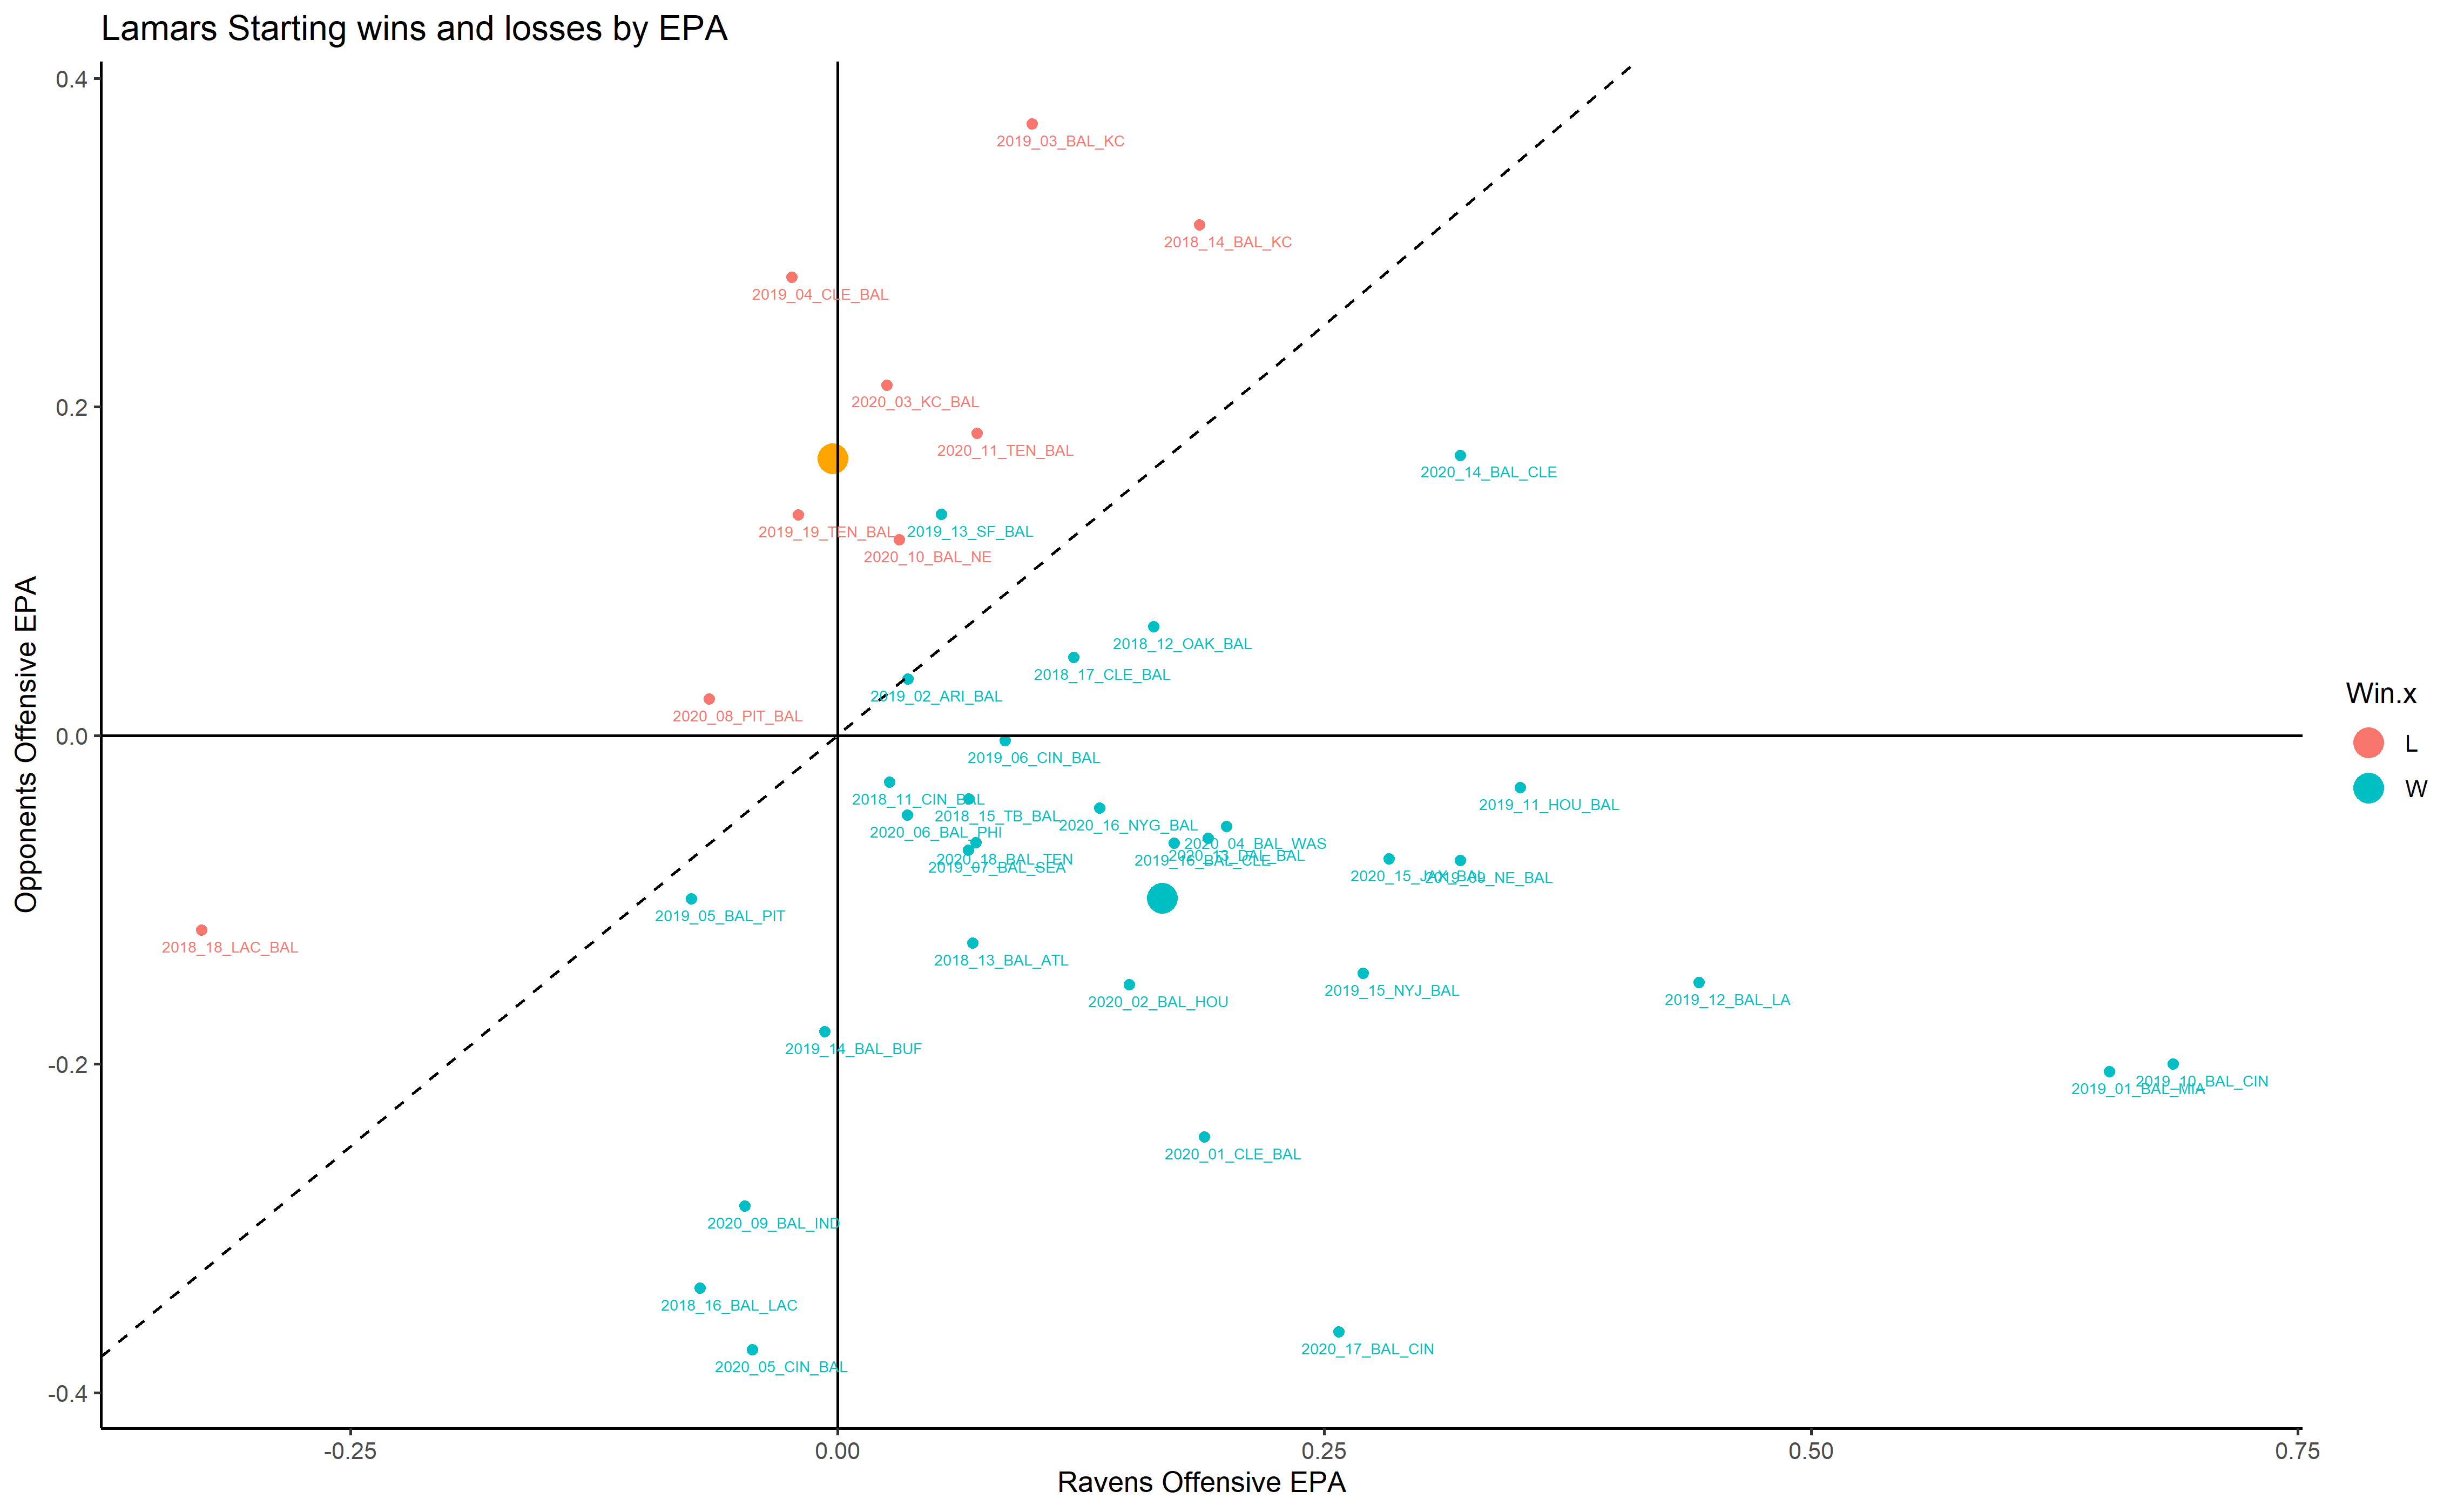 Lamars Starting wins and losses by EPA
0.4
2019_03_BAL_KC
2018_14_BAL_KC
2019_04_CLE_BAL
0.2
2020_03_KC_BAL
2020_11_TEN_BAL
2020_14_BAL_CLE
2019_19_TEN_BAL
2019_13_SF_BAL
2020_10_BAL_NE
2018_12_OAK_BAL
2018_17_CLE_BAL
2019_02_ARI_BAL
2020_08_PIT_BAL
0.0
2019_06_CIN_BAL
2018_11_CIN_BAL
2019_11_HOU_BAL
2018_15_TB_BAL
2020_16_NYG_BAL
2020_06_BAL_PHI
2020_04_BAL_WAS
2020_13_DAL_BAL
2020_18_BAL_TEN
2019_16_BAL_CLE
2019_07_BAL_SEA
2020_15_JAX_BAL
2019_09_NE_BAL
2019_05_BAL_PIT
2018_18_LAC_BAL
2018_13_BAL_ATL
2019_15_NYJ_BAL
2019_12_BAL_LA
2020_02_BAL_HOU
2019_14_BAL_BUF
-0.2
2019_10_BAL_CIN
2019_01_BAL_MIA
2020_01_CLE_BAL
2020_09_BAL_IND
2018_16_BAL_LAC
2020_17_BAL_CIN
2020_05_CIN_BAL
-0.4
-0.25
0.00
0.25
0.50
0.75
Ravens Offensive EPA
Opponents Offensive EPA
Win.x
L
W